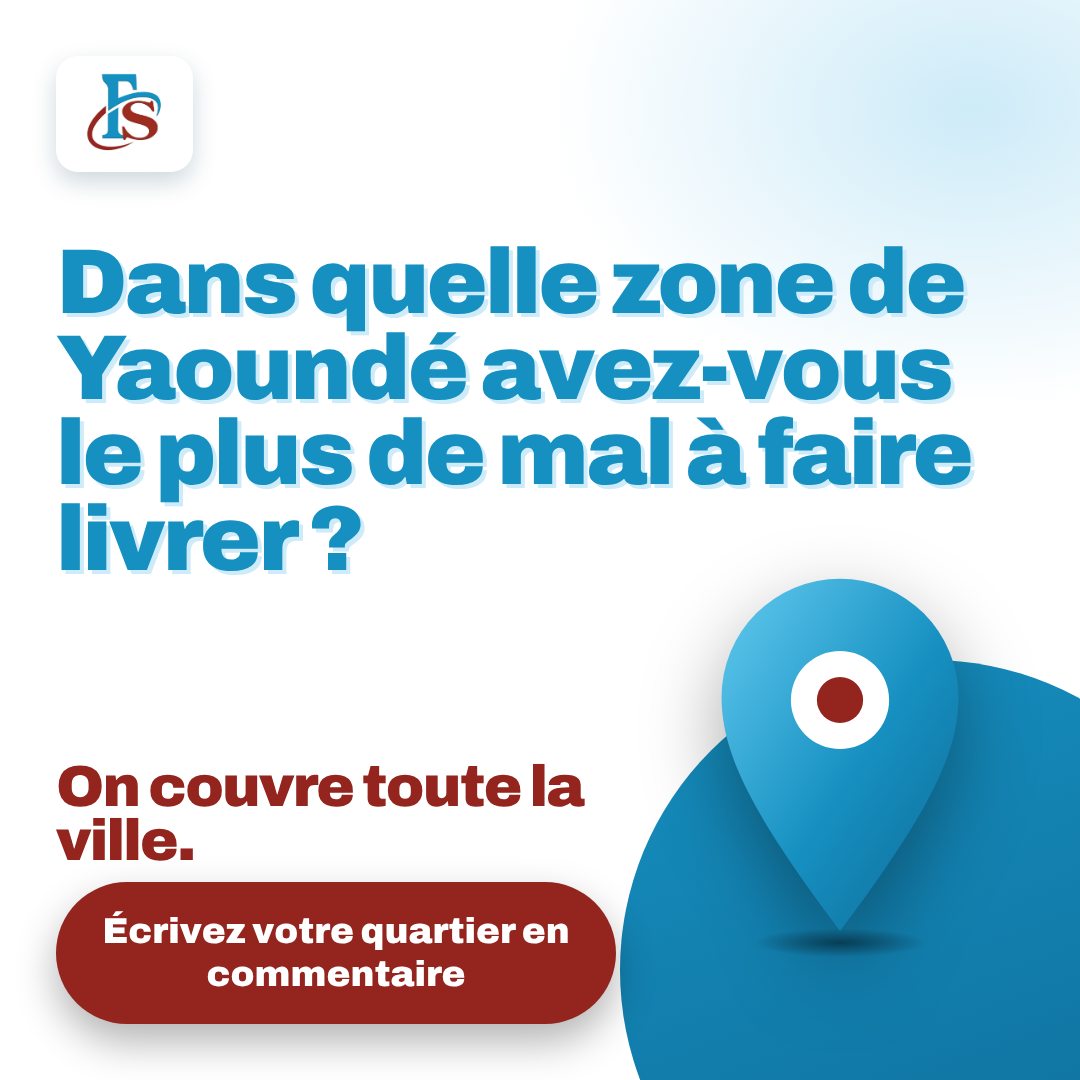 FS
Dans quelle zone de
Yaoundé avez-vous
le plus de mal à faire
livrer ?
On couvre toute la
ville.
Écrivez votre quartier en
commentaire